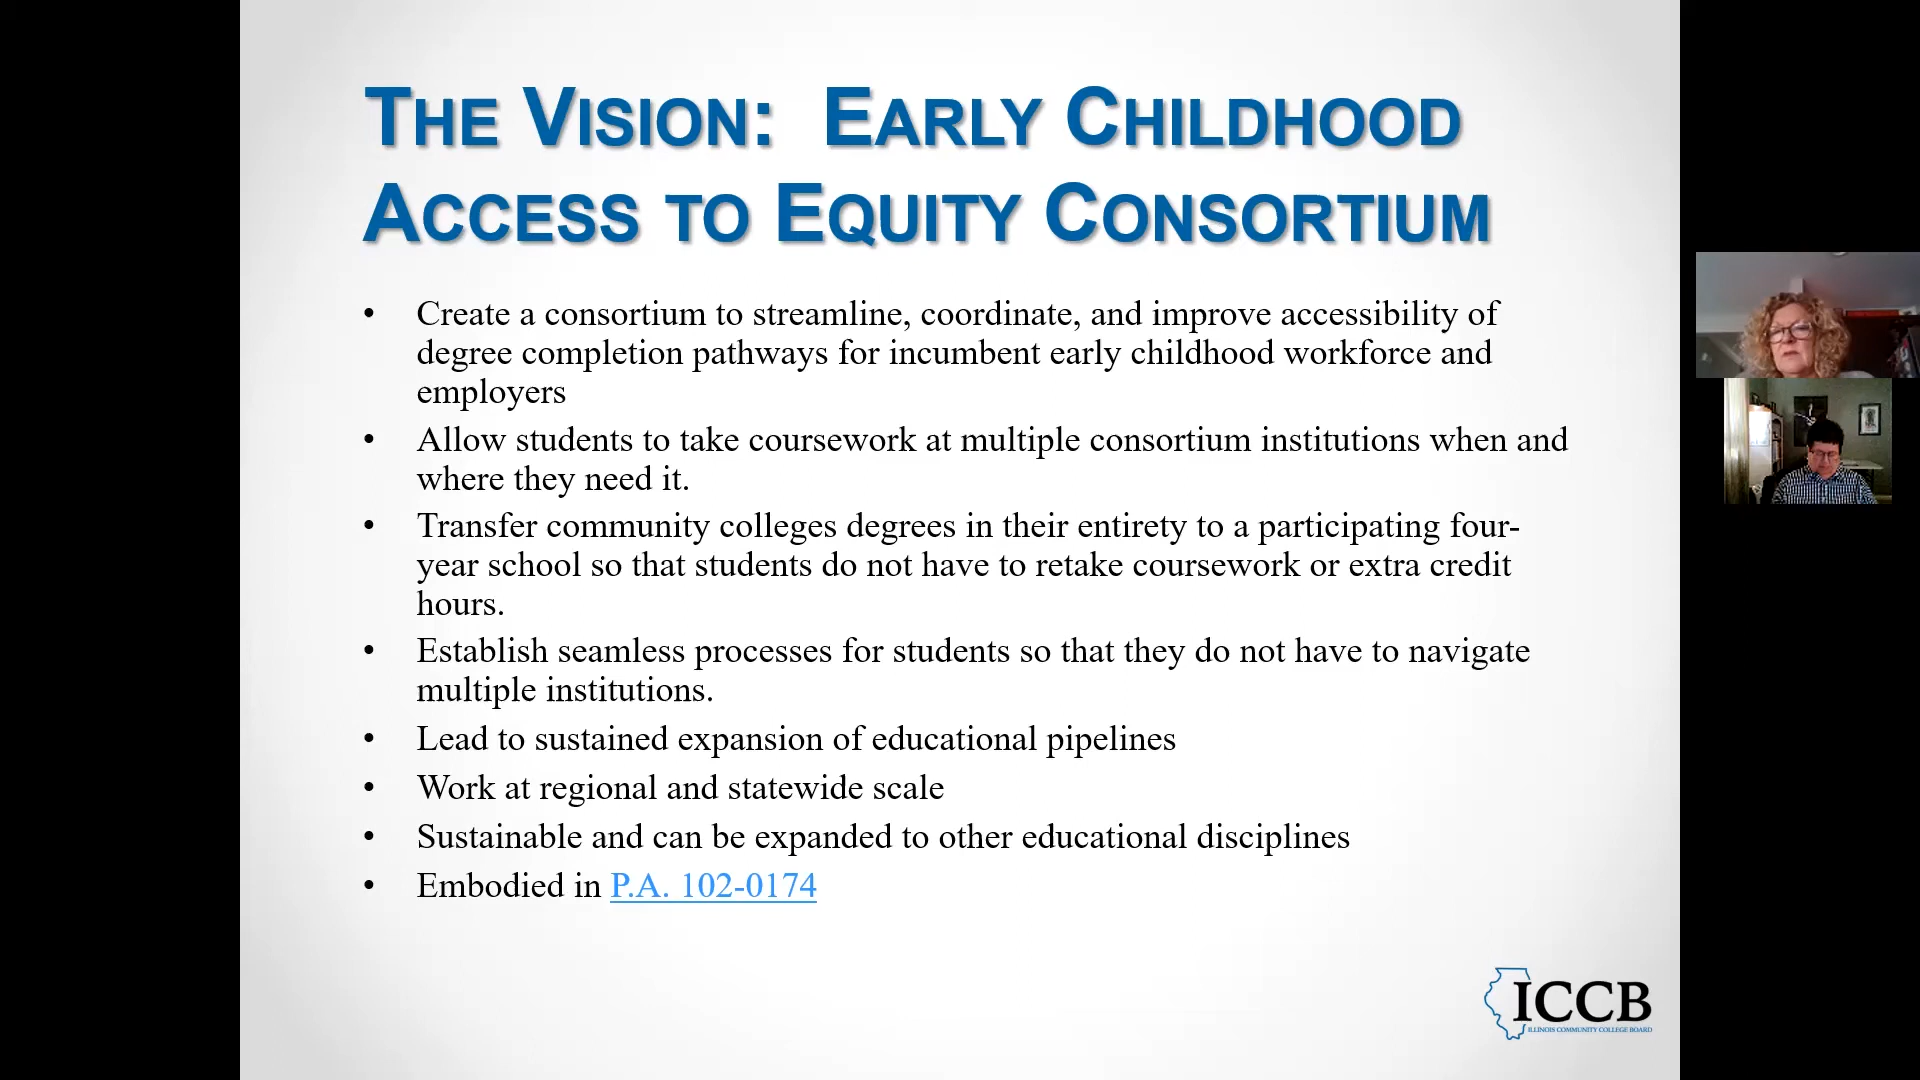 The Vision:  Early Childhood
Access to Equity Consortium
• Create a consortium to streamline, coordinate, and improve accessibility of
degree completion pathways for incumbent early childhood workforce and
employers
• Allow students to take coursework at multiple consortium institutions when and
where they need it.
• Transfer community colleges degrees in their entirety to a participating four-
year school so that students do not have to retake coursework or extra credit
hours.
• Establish seamless processes for students so that they do not have to navigate
multiple institutions.
• Lead to sustained expansion of educational pipelines
• Work at regional and statewide scale
• Sustainable and can be expanded to other educational disciplines
• Embodied in P.A. 102-0174
ICCB
ILLINOIS COMMUNITY COLLEGE BOARD